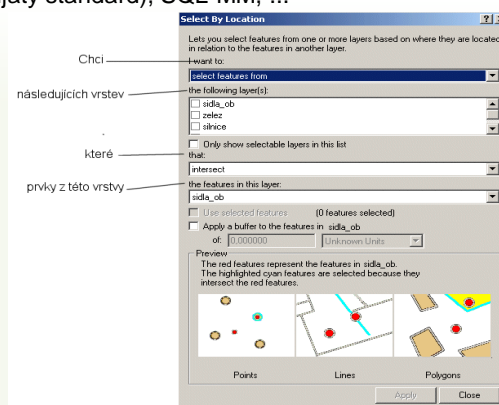 jatý standard), SQL MM, ...
Select By Location
Lets you select features from one or more layers based on where they are located
in relation to the features in another layer.
Chci
I want to:
select features from
následujících vrstev
the following layer(s):
sidla_ob
zelez
silnice
Only show selectable layers in this list
které
that:
intersect
prvky z této vrstvy
the features in this layer:
sidla_ob
Use selected features (0 features selected)
Apply a buffer to the features in sidla_ob
of: 0,000000 Unknown Units
Preview
The red features represent the features in sidla_ob.
The highlighted cyan features are selected because they
intersect the red features.
Points Lines Polygons
Apply Close